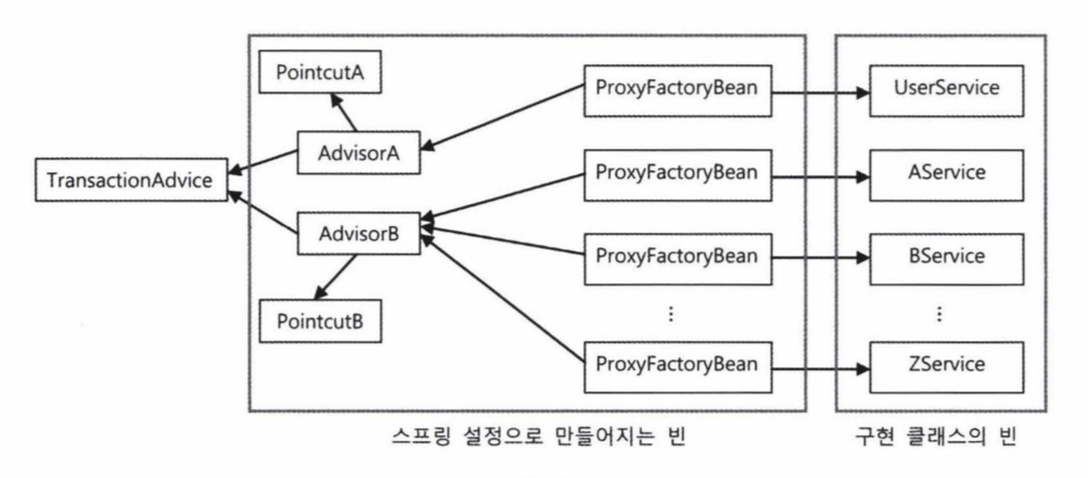 PointcutA
ProxyFactoryBean
UserService
AdvisorA
TransactionAdvice
ProxyFactoryBean
AService
AdvisorB
ProxyFactoryBean
BService
⋮
⋮
PointcutB
ProxyFactoryBean
ZService
스프링 설정으로 만들어지는 빈
구현 클래스의 빈